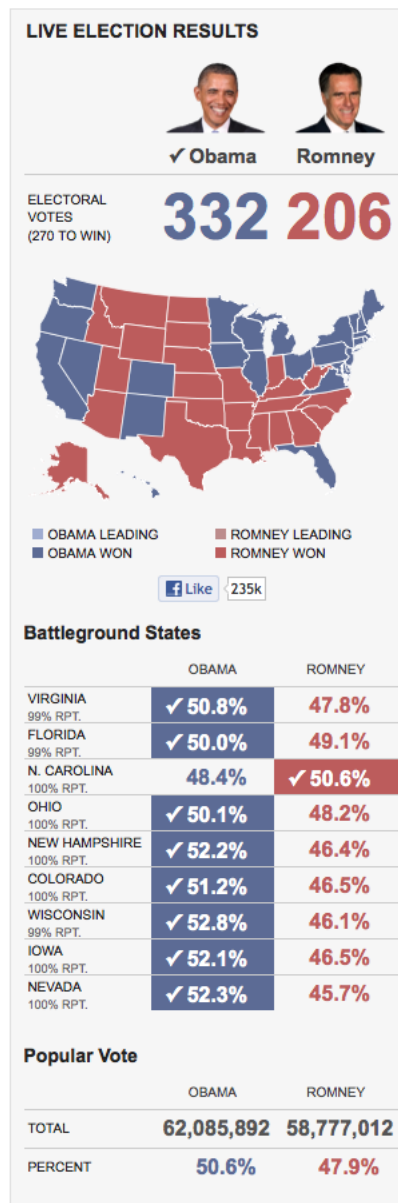 LIVE ELECTION RESULTS
✓ Obama Romney
ELECTORAL
VOTES
(270 TO WIN)
332 206
OBAMA LEADING ROMNEY LEADING
OBAMA WON ROMNEY WON
f Like 235k
Battleground States
OBAMA ROMNEY
VIRGINIA
99% RPT.
✓ 50.8% 47.8%
FLORIDA
99% RPT.
✓ 50.0% 49.1%
N. CAROLINA
100% RPT.
48.4% ✓ 50.6%
OHIO
100% RPT.
✓ 50.1% 48.2%
NEW HAMPSHIRE
100% RPT.
✓ 52.2% 46.4%
COLORADO
100% RPT.
✓ 51.2% 46.5%
WISCONSIN
99% RPT.
✓ 52.8% 46.1%
IOWA
100% RPT.
✓ 52.1% 46.5%
NEVADA
100% RPT.
✓ 52.3% 45.7%
Popular Vote
OBAMA ROMNEY
TOTAL 62,085,892 58,777,012
PERCENT 50.6% 47.9%